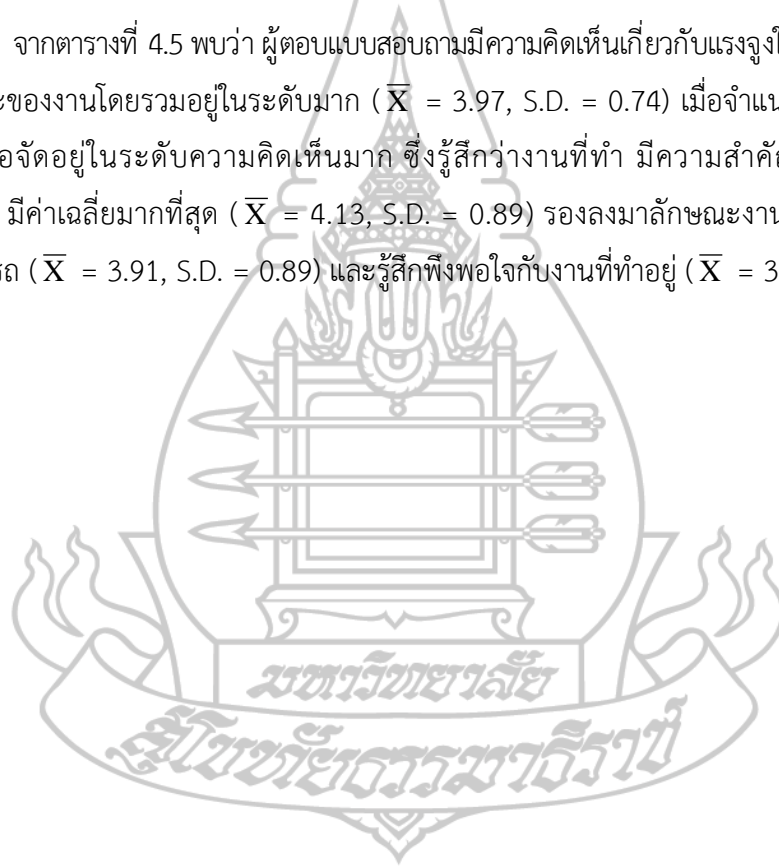 จากตารางที่ 4.5 พบว่า ผู้ตอบแบบสอบถามมีความคิดเห็นเกี่ยวกับแรงจูงใ
ะของงานโดยรวมอยู่ในระดับมาก ( X̅ = 3.97, S.D. = 0.74) เมื่อจำแน
อจัดอยู่ในระดับความคิดเห็นมาก ซึ่งรู้สึกว่างานที่ทำ มีความสำคัญ
มีค่าเฉลี่ยมากที่สุด ( X̅ = 4.13, S.D. = 0.89) รองลงมาลักษณะงาน
รถ ( X̅ = 3.91, S.D. = 0.89) และรู้สึกพึงพอใจกับงานที่ทำอยู่ ( X̅ = 3
มหาวิทยาลัย
สุโขทัยธรรมาธิราช